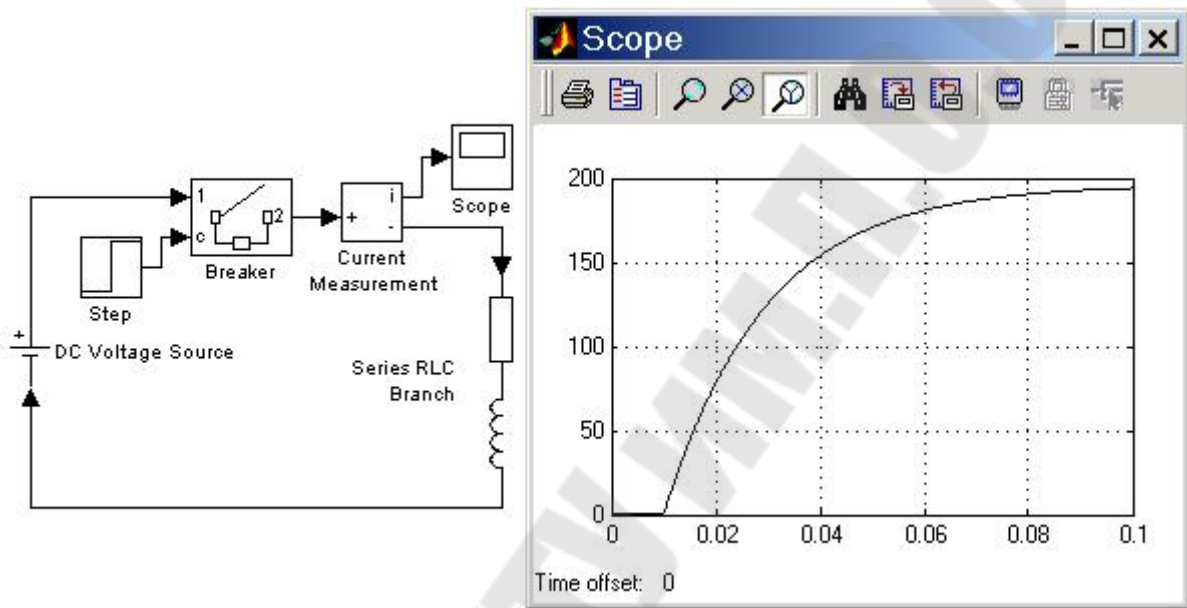 Scope
i
-
+
Scope
1
2
c
Breaker
Current
Measurement
Step
+
DC Voltage Source
Series RLC
Branch
200
150
100
50
0
0
0.02
0.04
0.06
0.08
0.1
Time offset: 0